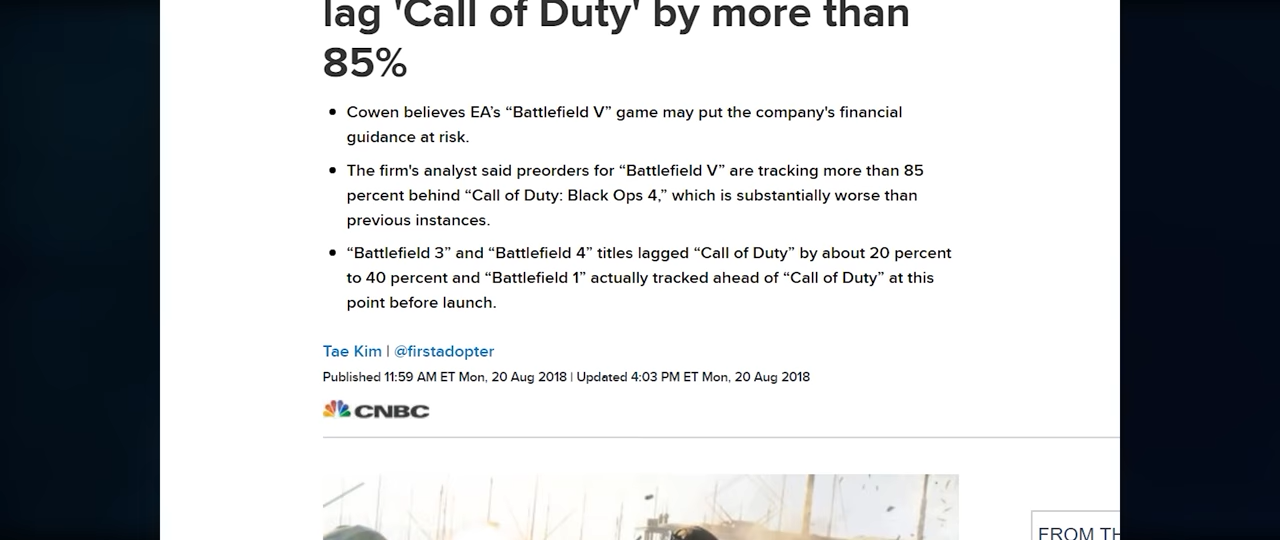 lag 'Call of Duty' by more than
85%
• Cowen believes EA’s “Battlefield V” game may put the company's financial
guidance at risk.
• The firm's analyst said preorders for “Battlefield V” are tracking more than 85
percent behind “Call of Duty: Black Ops 4,” which is substantially worse than
previous instances.
• “Battlefield 3” and “Battlefield 4” titles lagged “Call of Duty” by about 20 percent
to 40 percent and “Battlefield 1” actually tracked ahead of “Call of Duty” at this
point before launch.
Tae Kim | @firstadopter
Published 11:59 AM ET Mon, 20 Aug 2018 | Updated 4:03 PM ET Mon, 20 Aug 2018
CNBC
FROM TH